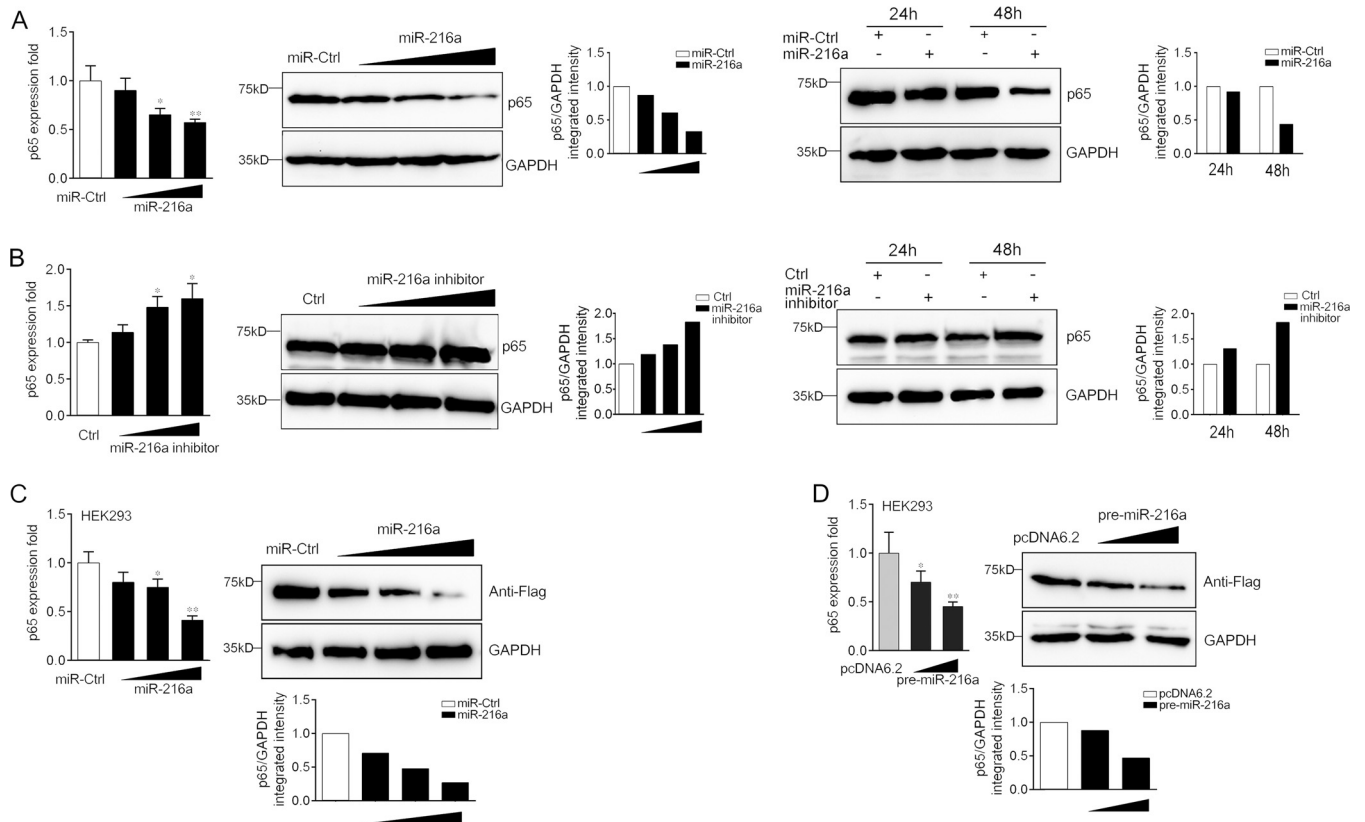 A
p65 expression fold
1.5
1.0
0.5
0.0
*
**
miR-Ctrl
miR-216a
miR-Ctrl
miR-216a
75kD
p65
35kD
GAPDH
p65/GAPDH
integrated intensity
1.5
1.0
0.5
0.0
miR-Ctrl
miR-216a
24h
48h
miR-Ctrl + - + -
miR-216a - + - +
75kD
p65
35kD
GAPDH
p65/GAPDH
integrated intensity
1.5
1.0
0.5
0.0
24h
48h
miR-Ctrl
miR-216a
B
p65 expression fold
2.0
1.5
1.0
0.5
0.0
*
*
Ctrl
miR-216a inhibitor
Ctrl
miR-216a inhibitor
75kD
p65
35kD
GAPDH
p65/GAPDH
integrated intensity
2.0
1.5
1.0
0.5
0.0
Ctrl
miR-216a
inhibitor
24h
48h
Ctrl + - + -
miR-216a
inhibitor - + - +
75kD
p65
35kD
GAPDH
p65/GAPDH
integrated intensity
2.0
1.5
1.0
0.5
0.0
24h
48h
Ctrl
miR-216a
inhibitor
C
HEK293
p65 expression fold
1.5
1.0
0.5
0.0
*
**
miR-Ctrl
miR-216a
miR-Ctrl
miR-216a
75kD
Anti-Flag
35kD
GAPDH
p65/GAPDH
integrated intensity
1.5
1.0
0.5
0.0
miR-Ctrl
miR-216a
D
HEK293
p65 expression fold
1.5
1.0
0.5
0.0
*
**
pcDNA6.2
pre-miR-216a
pcDNA6.2
pre-miR-216a
75kD
Anti-Flag
35kD
GAPDH
p65/GAPDH
integrated intensity
1.5
1.0
0.5
0.0
pcDNA6.2
pre-miR-216a